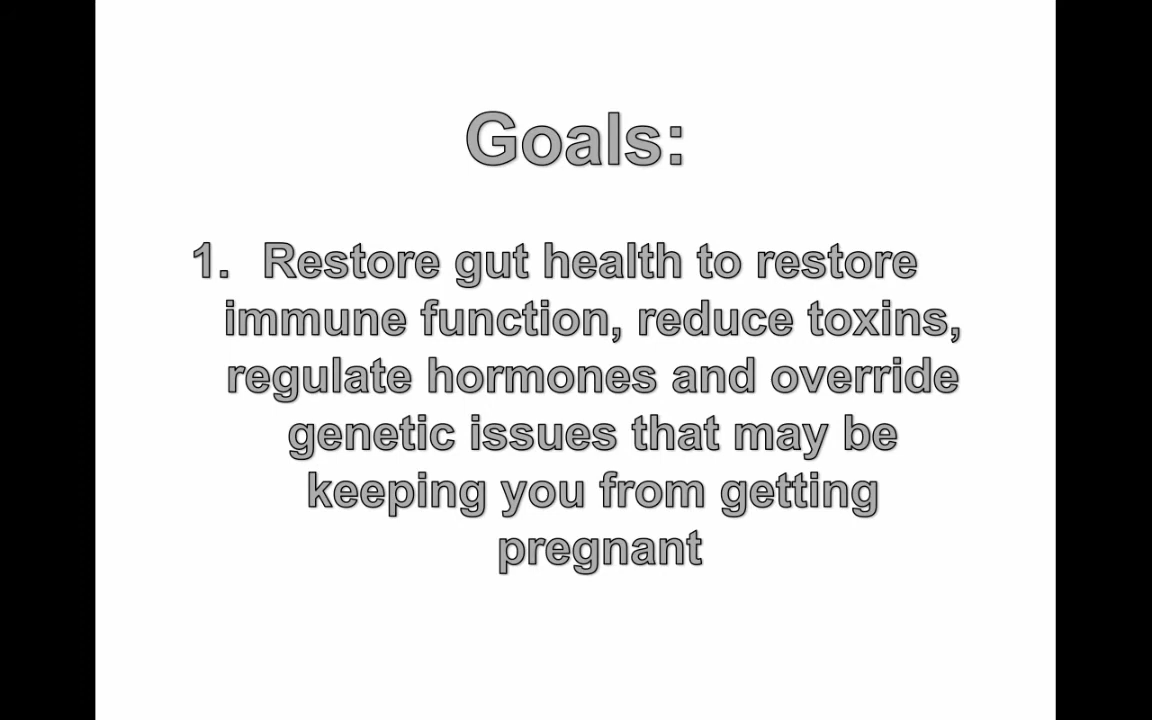 Goals:
1. Restore gut health to restore
immune function, reduce toxins,
regulate hormones and override
genetic issues that may be
keeping you from getting
pregnant